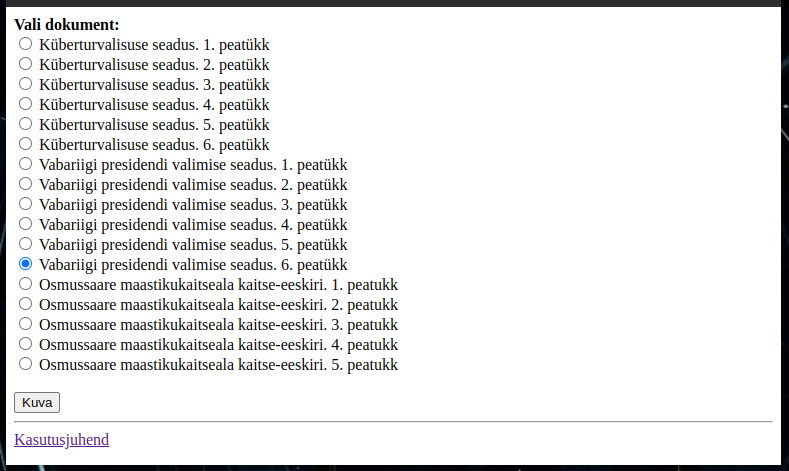 Vali dokument:
Küberturvalisuse seadus. 1. peatükk
Küberturvalisuse seadus. 2. peatükk
Küberturvalisuse seadus. 3. peatükk
Küberturvalisuse seadus. 4. peatükk
Küberturvalisuse seadus. 5. peatükk
Küberturvalisuse seadus. 6. peatükk
Vabariigi presidendi valimise seadus. 1. peatükk
Vabariigi presidendi valimise seadus. 2. peatükk
Vabariigi presidendi valimise seadus. 3. peatükk
Vabariigi presidendi valimise seadus. 4. peatükk
Vabariigi presidendi valimise seadus. 5. peatükk
Vabariigi presidendi valimise seadus. 6. peatükk
Osmussaare maastikukaitseala kaitse-eeskiri. 1. peatukk
Osmussaare maastikukaitseala kaitse-eeskiri. 2. peatukk
Osmussaare maastikukaitseala kaitse-eeskiri. 3. peatukk
Osmussaare maastikukaitseala kaitse-eeskiri. 4. peatukk
Osmussaare maastikukaitseala kaitse-eeskiri. 5. peatukk
Kuva
Kasutusjuhend